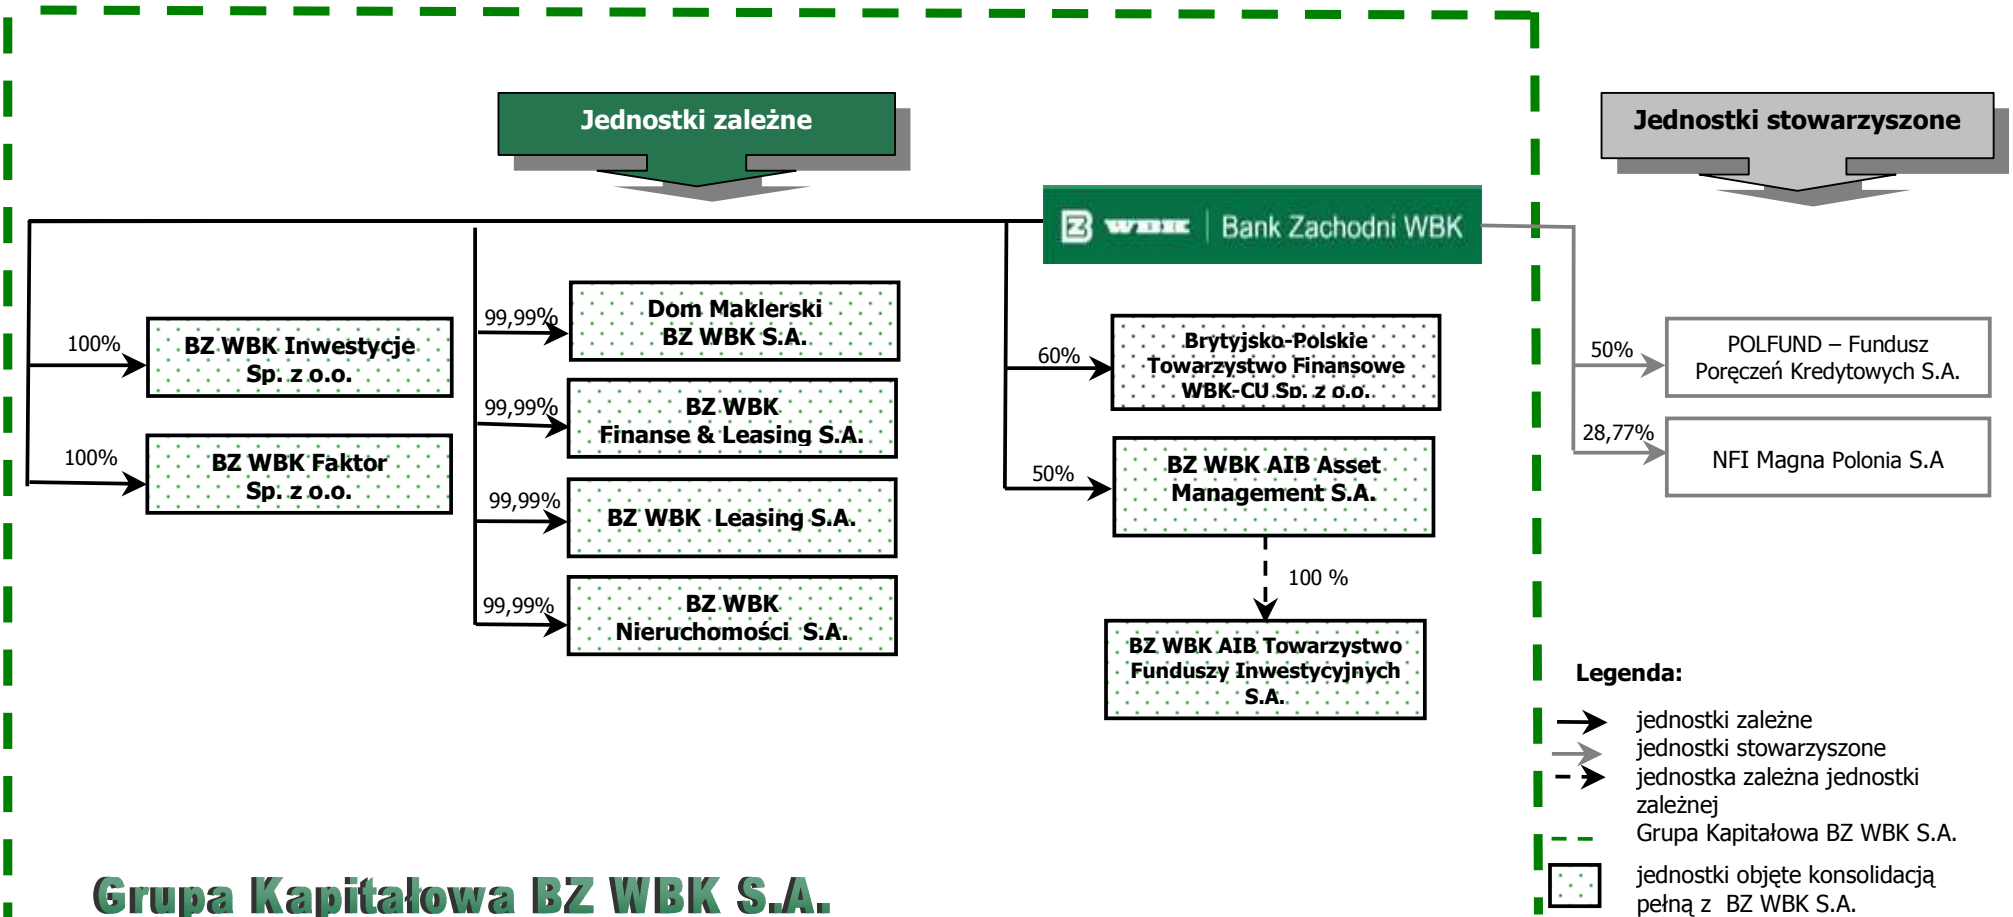 Jednostki zależne
Jednostki stowarzyszone
Z WBK | Bank Zachodni WBK
100%
BZ WBK Inwestycje
Sp. z o.o.
100%
BZ WBK Faktor
Sp. z o.o.
99,99%
Dom Maklerski
BZ WBK S.A.
99,99%
BZ WBK
Finanse & Leasing S.A.
99,99%
BZ WBK Leasing S.A.
99,99%
BZ WBK
Nieruchomości S.A.
60%
Brytyjsko-Polskie
Towarzystwo Finansowe
WBK-CU Sp. z o.o.
50%
BZ WBK AIB Asset
Management S.A.
100 %
BZ WBK AIB Towarzystwo
Funduszy Inwestycyjnych
S.A.
50%
POLFUND – Fundusz
Poręczeń Kredytowych S.A.
28,77%
NFI Magna Polonia S.A
Legenda:
jednostki zależne
jednostki stowarzyszone
jednostka zależna jednostki
zależnej
Grupa Kapitałowa BZ WBK S.A.
jednostki objęte konsolidacją
pełną z BZ WBK S.A.
Grupa Kapitałowa BZ WBK S.A.